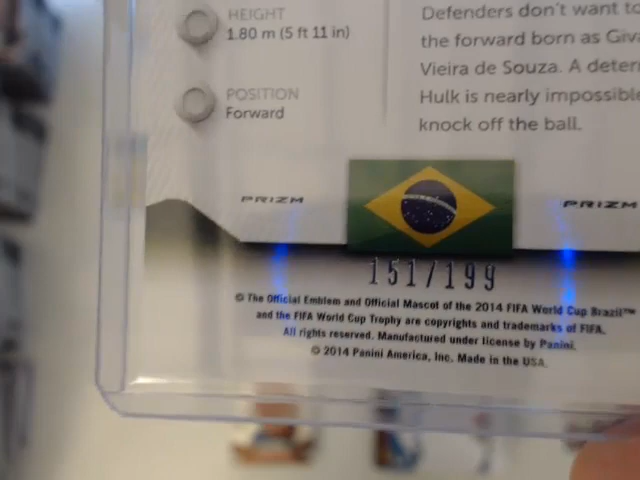 HEIGHT
1.80 m (5 ft 11 in)
POSITION
Forward
Defenders don't want to
the forward born as
Vieira de Souza. A
Hulk is nearly impossible
knock off the ball.
PRIZM
PRIZM
151/199
© The Official Emblem and Official Mascot of the 2014 FIFA World Cup Brazil™
and the FIFA World Cup Trophy are copyrights and trademarks of FIFA.
All rights reserved. Manufactured under license by Panini.
© 2014 Panini America, Inc. Made in the USA.